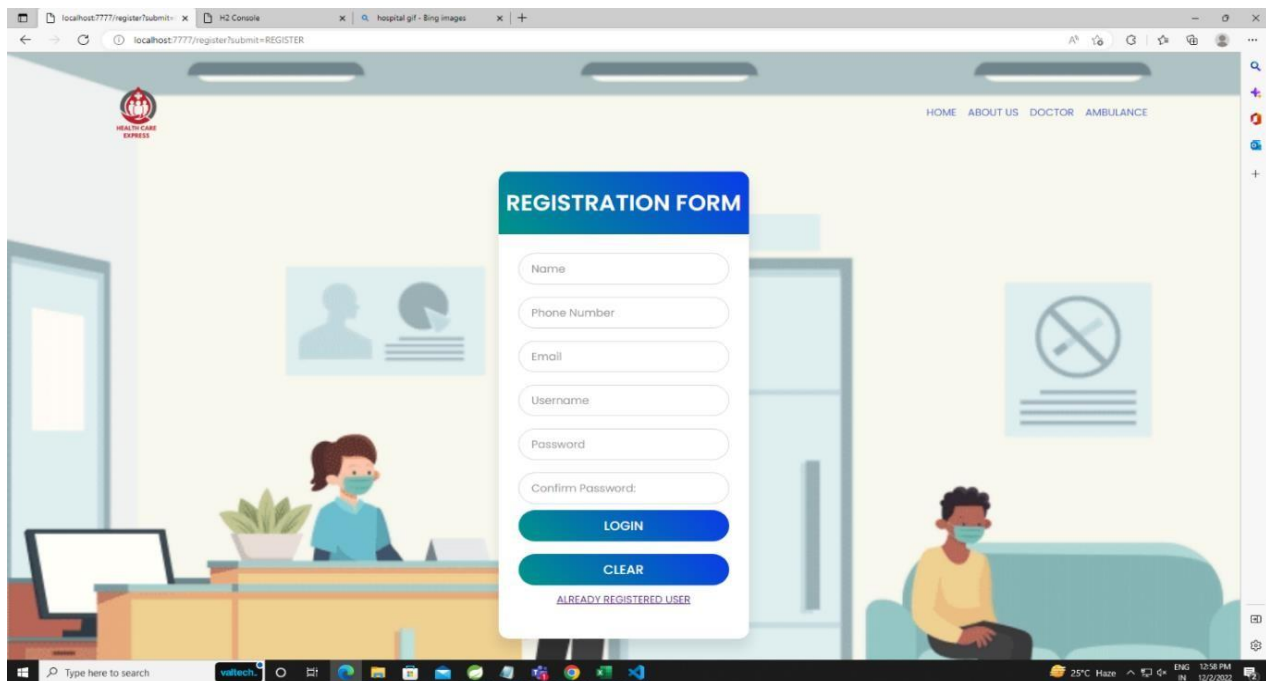 localhost:7777/register?submit=
H2 Console
hospital gif - Bing images
localhost:7777/register?submit=REGISTER
HEALTH CARE
EXPRESS
HOME ABOUT US DOCTOR AMBULANCE
REGISTRATION FORM
Name
Phone Number
Email
Username
Password
Confirm Password:
LOGIN
CLEAR
ALREADY REGISTERED USER
Type here to search
valtech.
25°C Haze
ENG
IN
12:58 PM
12/2/2022